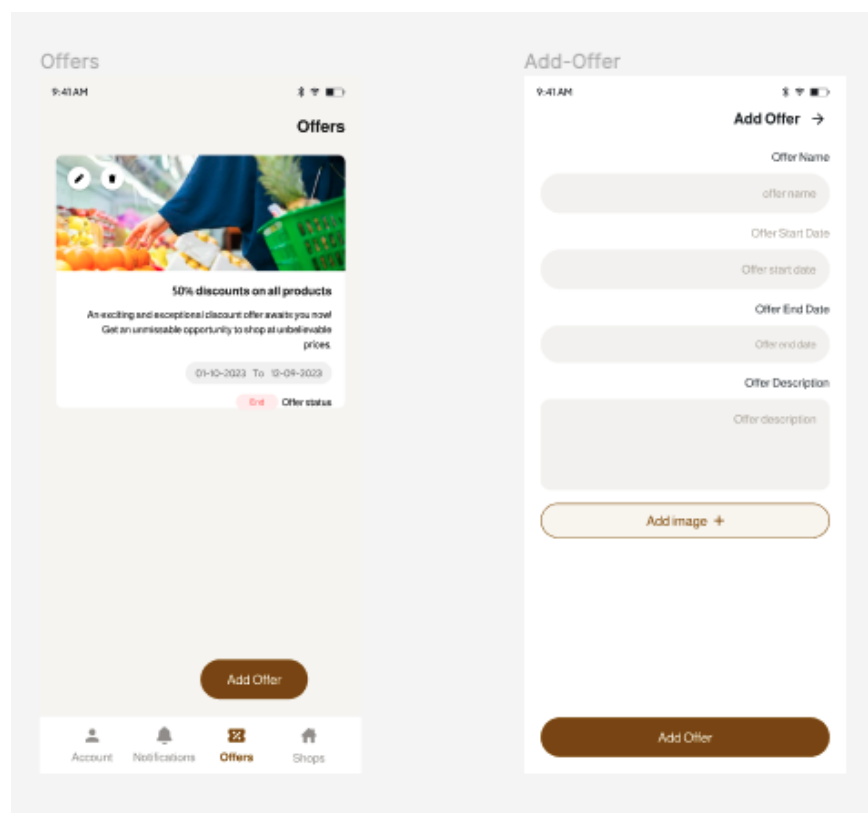 Offers
9:41 AM
Offers
50% discounts on all products
An exciting and exceptional discount offer awaits you now!
Get an unmissable opportunity to shop at unbelievable
prices.
01-10-2023 To 12-09-2023
End Offer status
Add Offer
Account Notifications Offers Shops
Add-Offer
9:41 AM
Add Offer →
Offer Name
offer name
Offer Start Date
Offer start date
Offer End Date
Offer end date
Offer Description
Offer description
Add image +
Add Offer